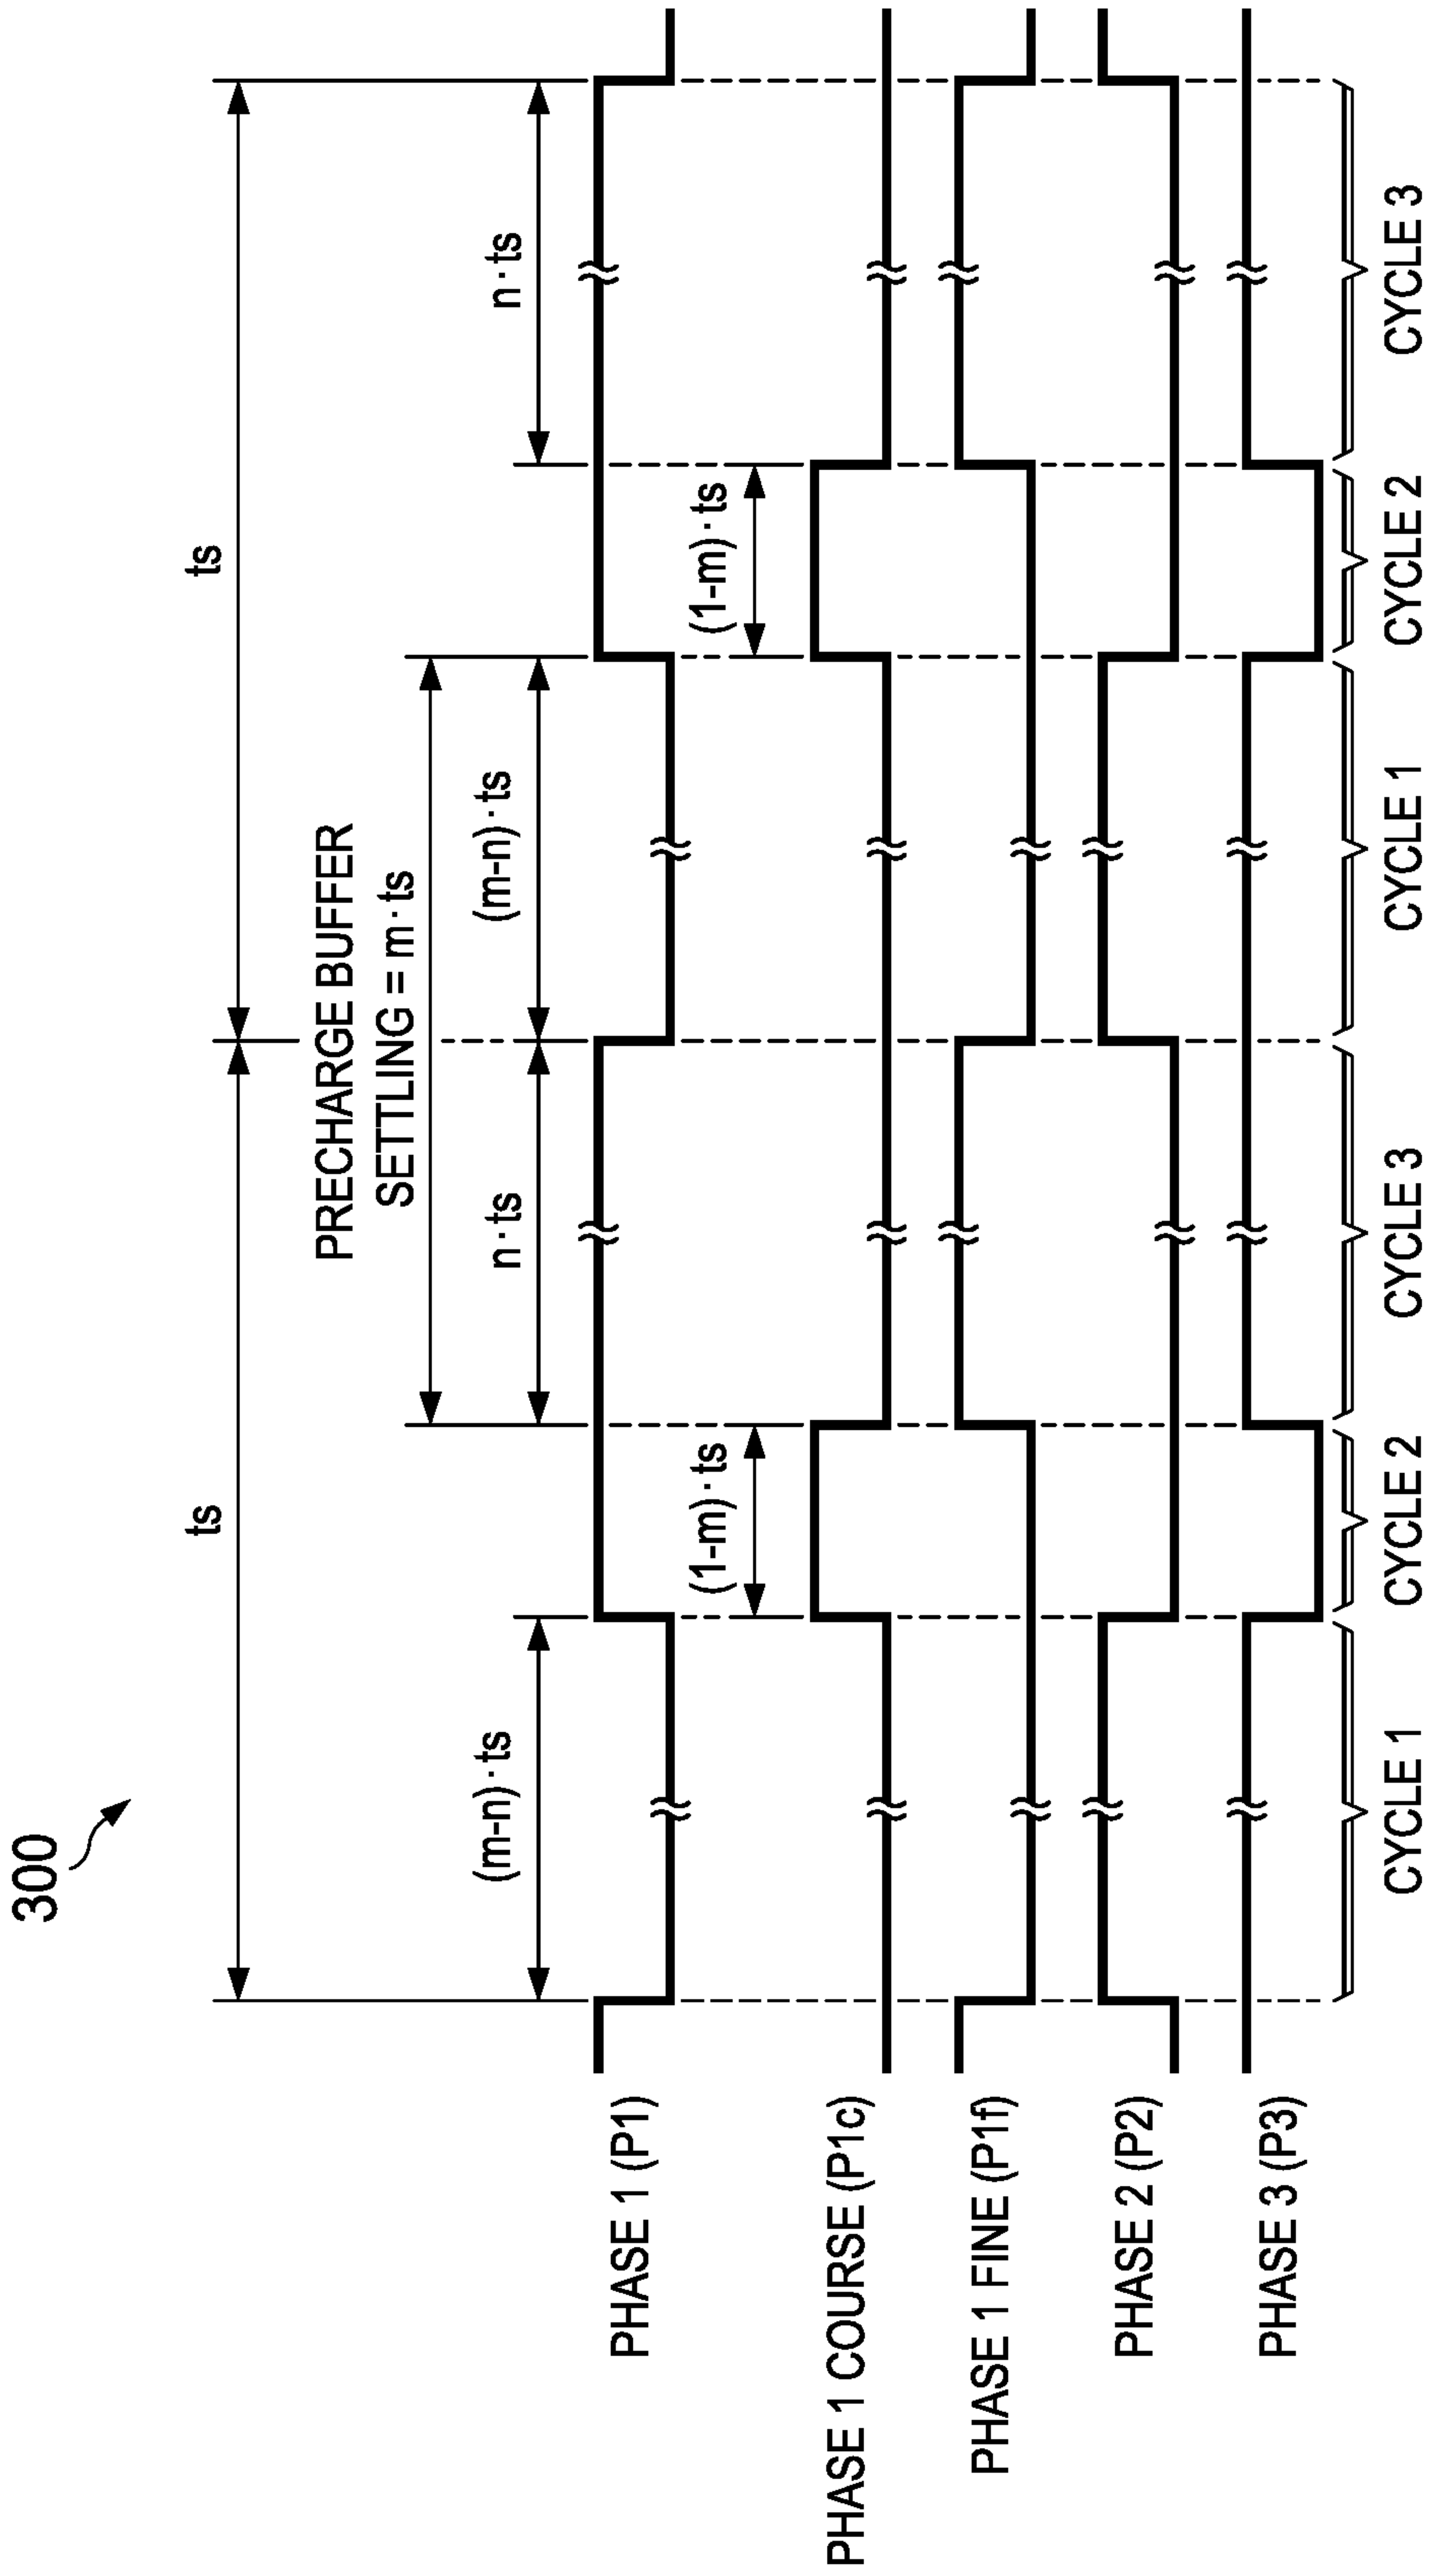 300
ts
ts
PRECHARGE BUFFER
SETTLING = m·ts
(m-n)·ts
n·ts
(m-n)·ts
n·ts
(1-m)·ts
(1-m)·ts
PHASE 1 (P1)
PHASE 1 COURSE (P1c)
PHASE 1 FINE (P1f)
PHASE 2 (P2)
PHASE 3 (P3)
CYCLE 1
CYCLE 2
CYCLE 3
CYCLE 1
CYCLE 2
CYCLE 3